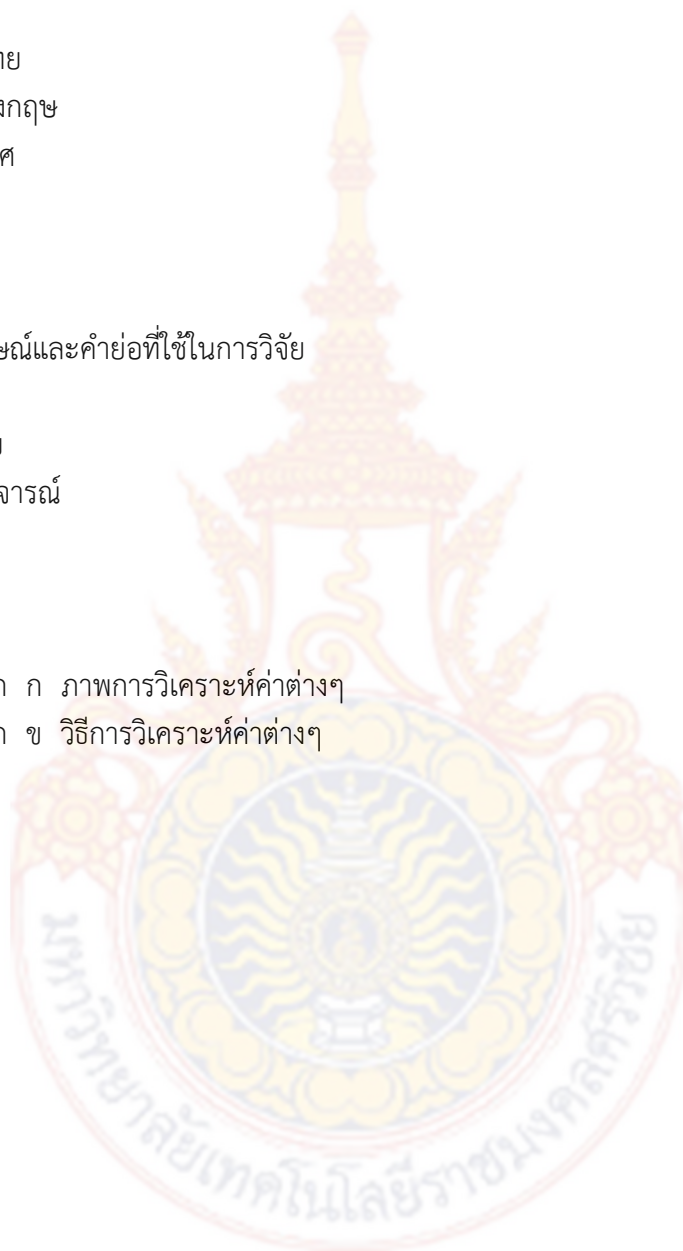 ทย
งกฤษ
ศ
ษณ์และคำย่อที่ใช้ในการวิจัย
จารณ์
ก ภาพการวิเคราะห์ค่าต่างๆ
ข วิธีการวิเคราะห์ค่าต่างๆ
มหาวิทยาลัยเทคโนโลยีราชมงคลศรีวิชัย